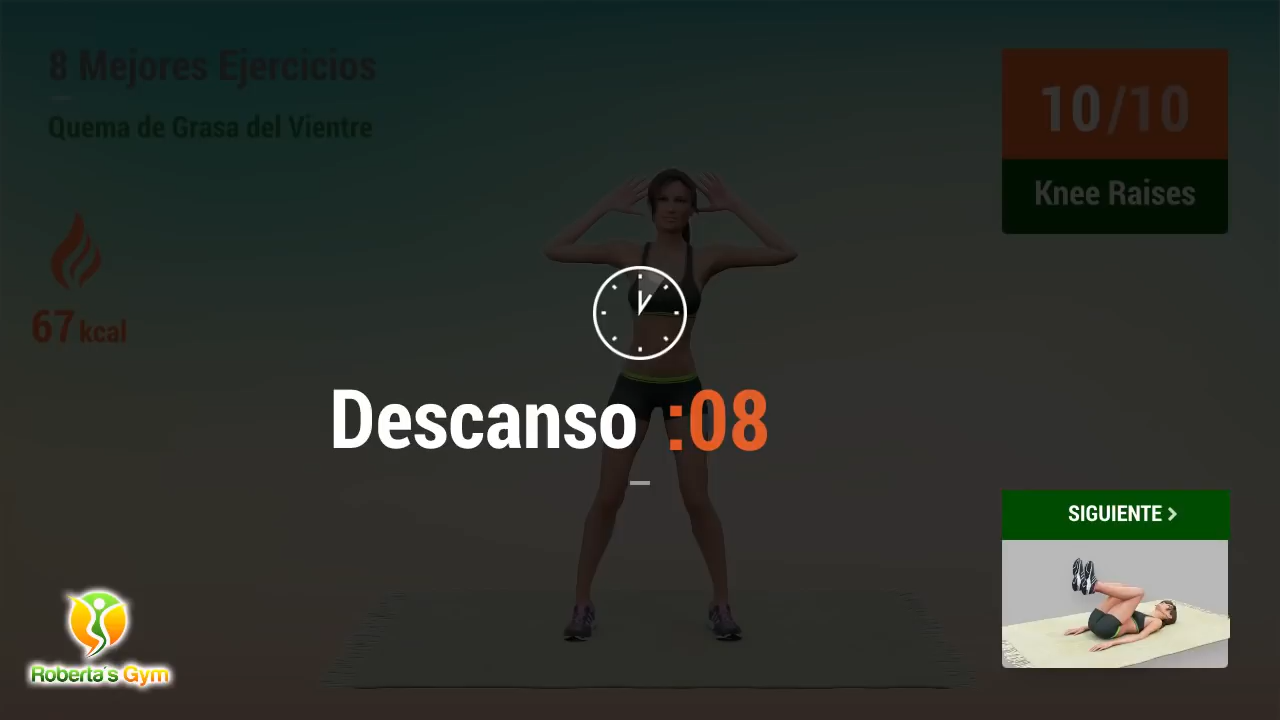 8 Mejores Ejercicios
Quema de Grasa del Vientre
10/10
Knee Raises
67 kcal
Descanso :08
SIGUIENTE >
Roberta's Gym